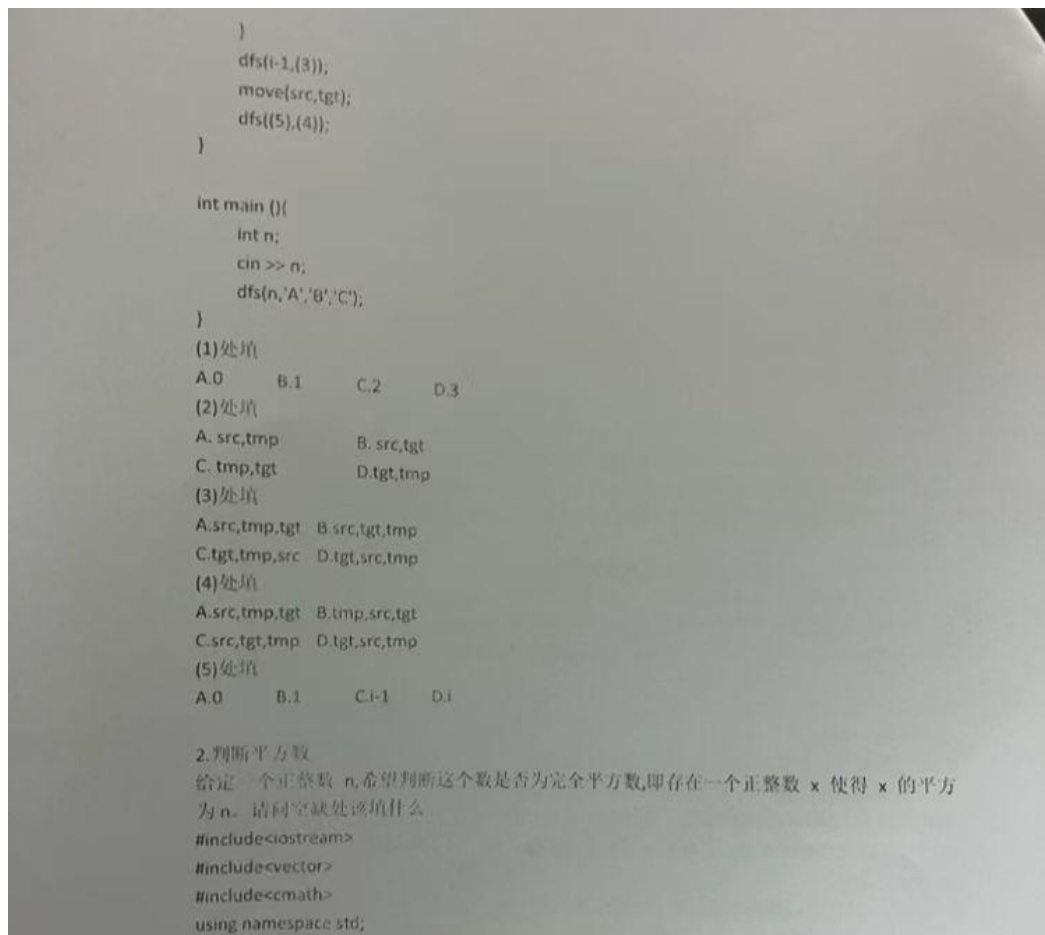 }
dfs(i-1,(3));
move(src,tgt);
dfs((5),(4));
}
int main (){
int n;
cin >> n;
dfs(n,'A','B','C');
}
(1)处填
A.0 B.1 C.2 D.3
(2)处填
A. src,tmp B. src,tgt
C. tmp,tgt D.tgt,tmp
(3)处填
A.src,tmp,tgt B.src,tgt,tmp
C.tgt,tmp,src D.tgt,src,tmp
(4)处填
A.src,tmp,tgt B.tmp,src,tgt
C.src,tgt,tmp D.tgt,src,tmp
(5)处填
A.0 B.1 C.i-1 D.i
2.判断平方数
给定一个正整数 n,希望判断这个数是否为完全平方数,即存在一个正整数 x 使得 x 的平方
为 n。请问空缺处该填什么
#include<iostream>
#include<vector>
#include<cmath>
using namespace std;